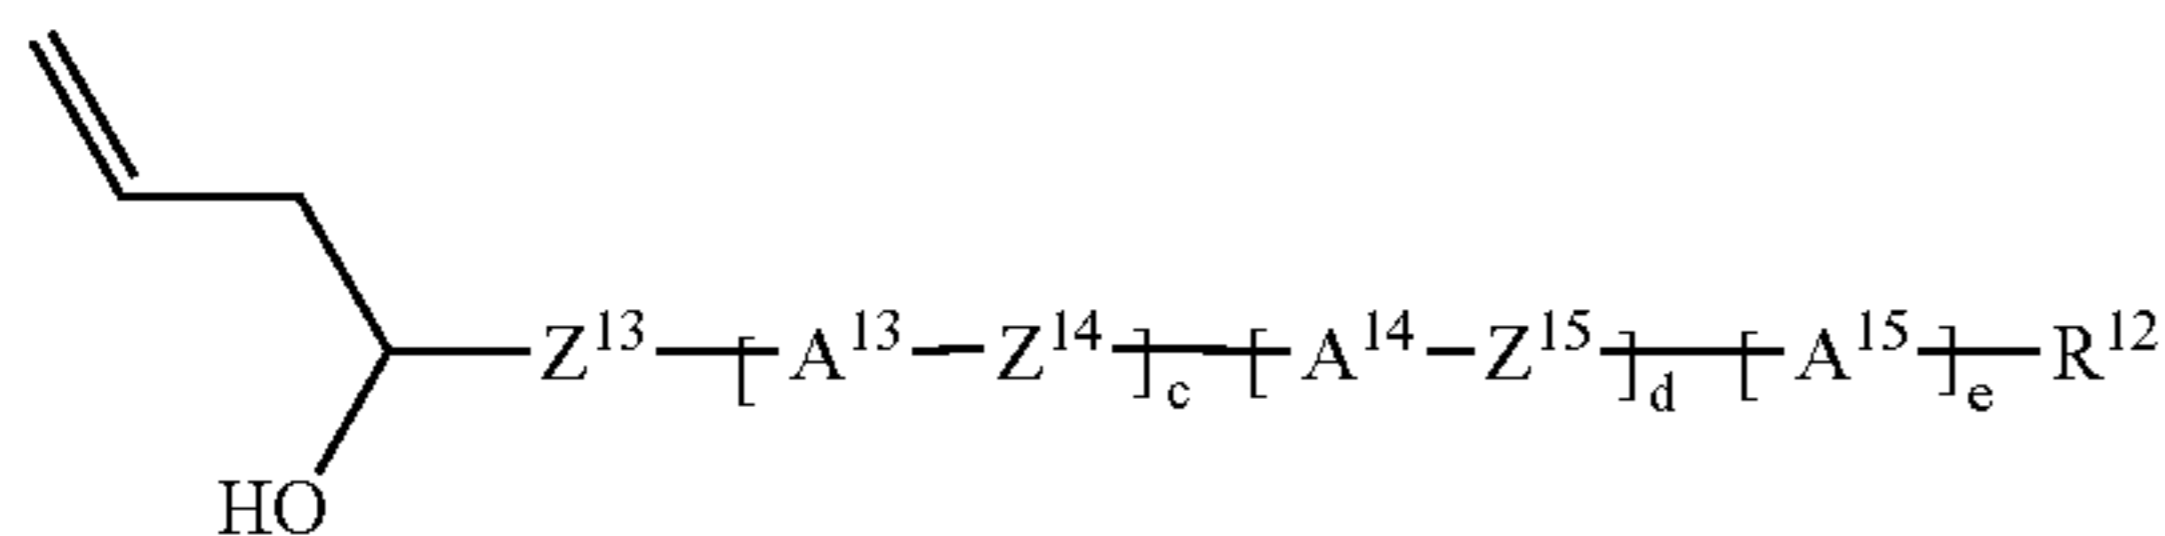 Z¹³ [ A¹³ Z¹⁴ ]c [ A¹⁴ Z¹⁵ ]d [ A¹⁵ ]e R¹²
HO